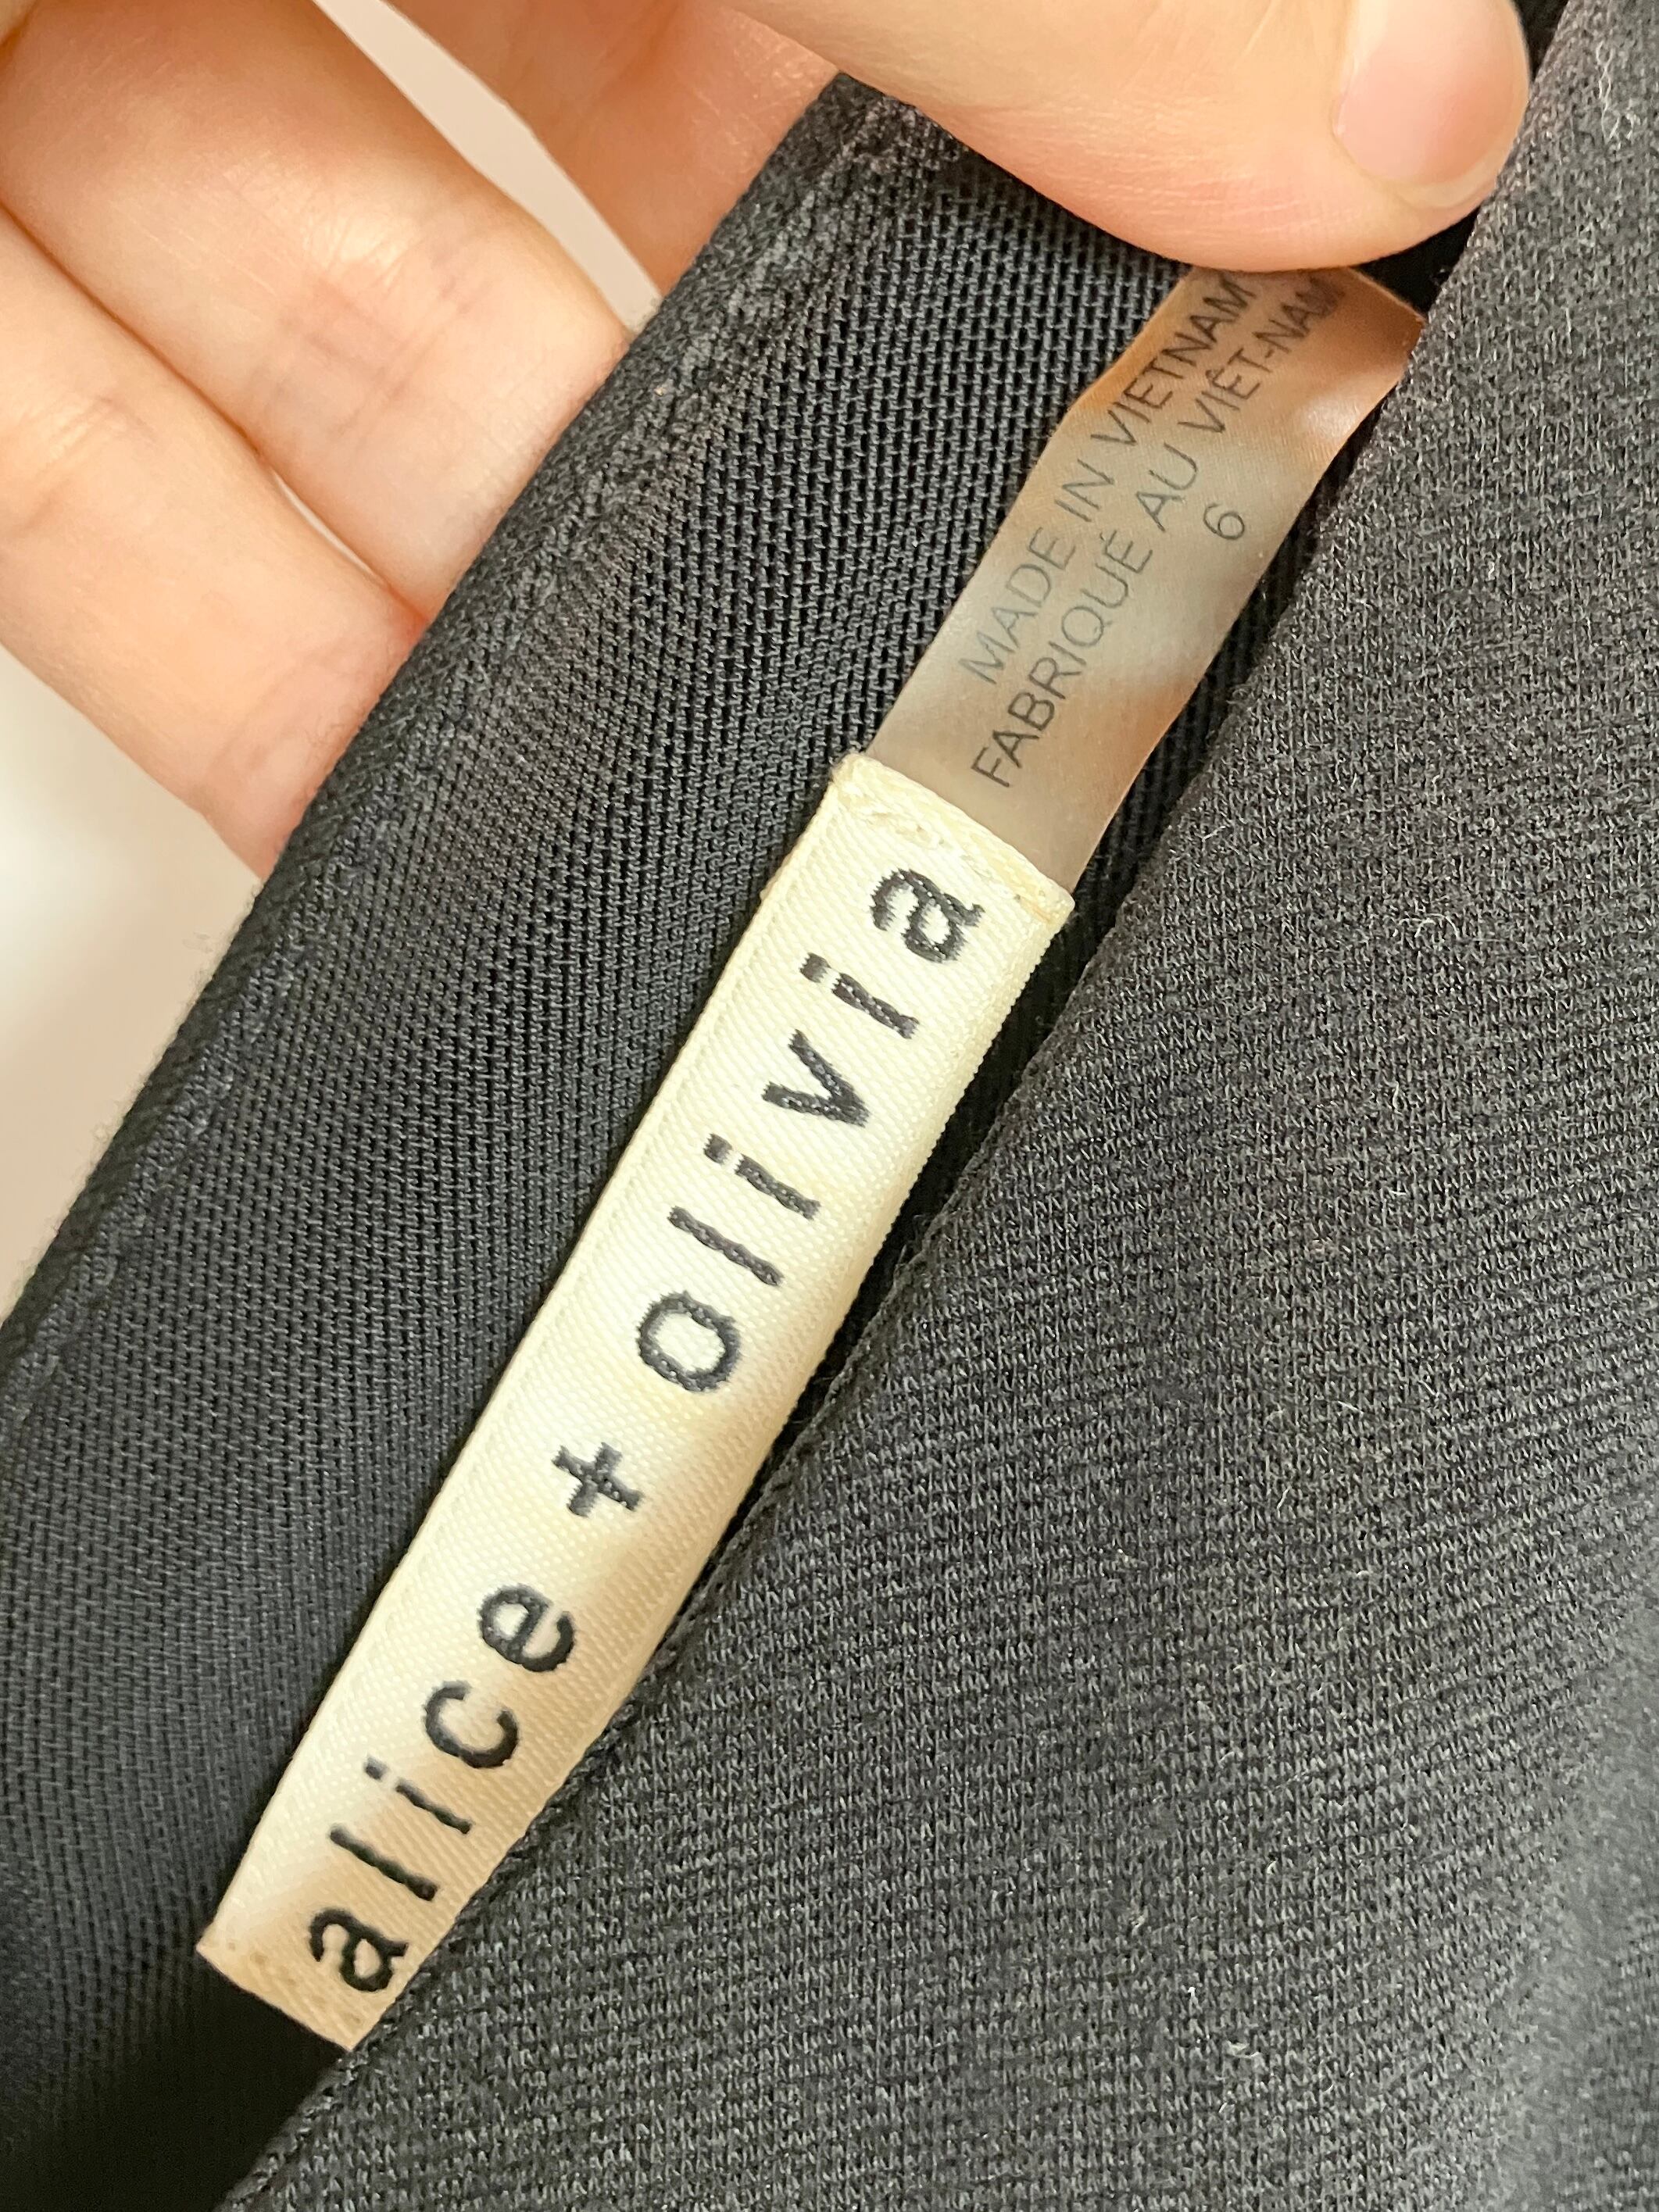 alice + olivia
MADE IN VIETNAM
FABRIQUÉ AU VIÊT-NAM
6